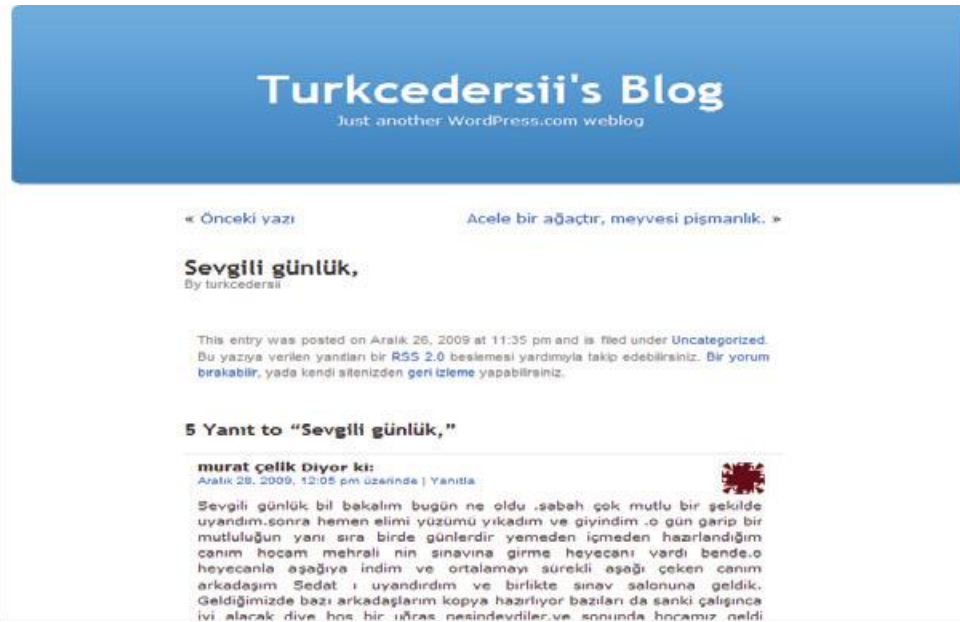 Turkcedersii's Blog
Just another WordPress.com weblog
« Önceki yazı
Acele bir ağaçtır, meyvesi pişmanlık. »
Sevgili günlük,
By turkcedersii
This entry was posted on Aralık 26, 2009 at 11:35 pm and is filed under Uncategorized.
Bu yazıya verilen yanıtları bir RSS 2.0 beslemesi yardımıyla takip edebilirsiniz. Bir yorum
bırakabilir, yada kendi sitenizden geri izleme yapabilirsiniz.
5 Yanıt to “Sevgili günlük,”
murat çelik Diyor ki:
Aralık 28, 2009, 12:05 pm üzerinde | Yanıtla
Sevgili günlük bil bakalım bugün ne oldu .sabah çok mutlu bir şekilde
uyandım.sonra hemen elimi yüzümü yıkadım ve giyindim .o gün garip bir
mutluluğun yanı sıra birde günlerdir yemeden içmeden hazırlandığım
canım hocam mehrali nin sınavına girme heyecanı vardı bende.o
heyecanla aşağıya indim ve ortalamayı sürekli aşağı çeken canım
arkadaşım Sedat ı uyandırdım ve birlikte sınav salonuna geldik.
Geldiğimizde bazı arkadaşlarım kopya hazırlıyor bazıları da sanki çalışınca
iyi alacak diye boş bir uğraş peşindeydiler.ve sonunda hocamız geldi